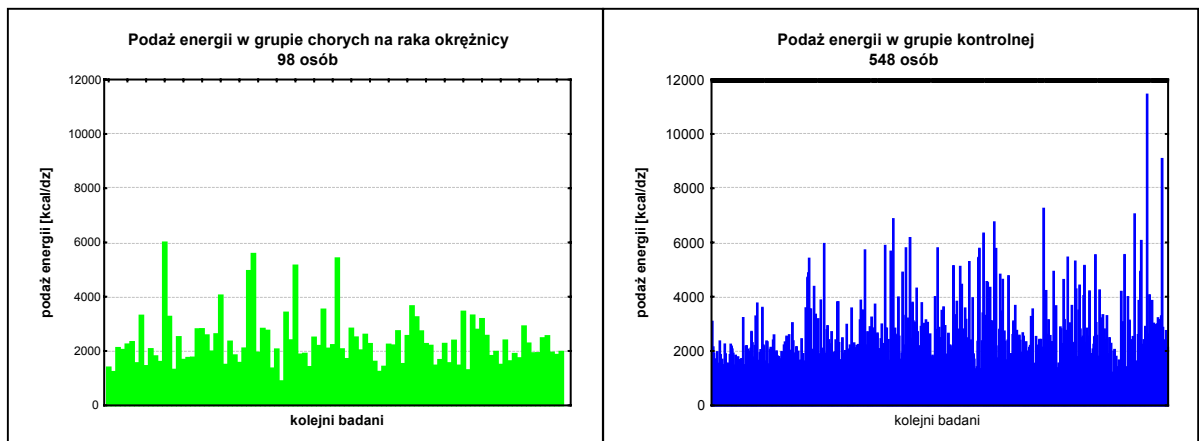 Podaż energii w grupie chorych na raka okrężnicy
98 osób
12000
10000
8000
6000
4000
2000
0
podaż energii [kcal/dz]
kolejni badani
Podaż energii w grupie kontrolnej
548 osób
12000
10000
8000
6000
4000
2000
0
podaż energii [kcal/dz]
kolejni badani